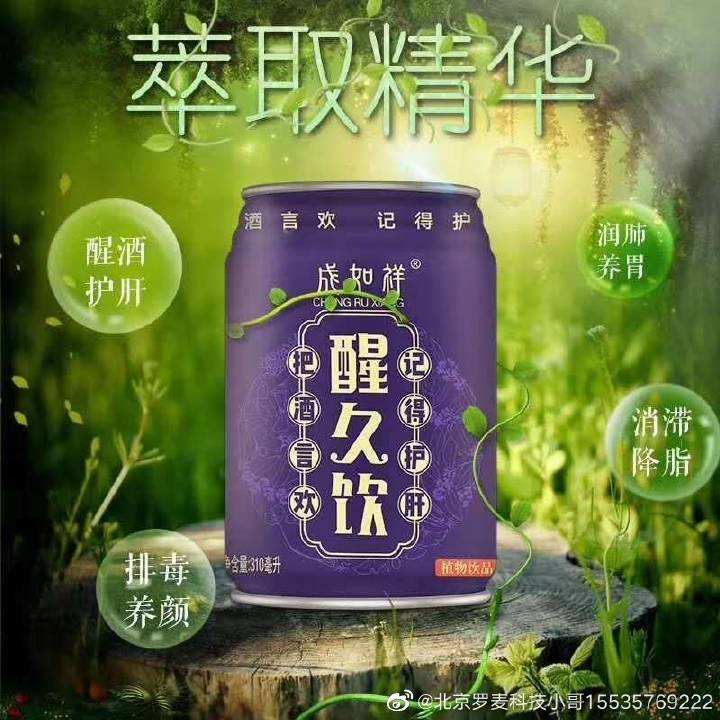 萃取精华
醒酒
护肝
润肺
养胃
消滞
降脂
排毒
养颜
酒言欢 记得护
成如祥®
CHENG RU XIANG
醒久饮
把酒言欢
记得护肝
净含量:310毫升
植物饮品
@北京罗麦科技小哥15535769222